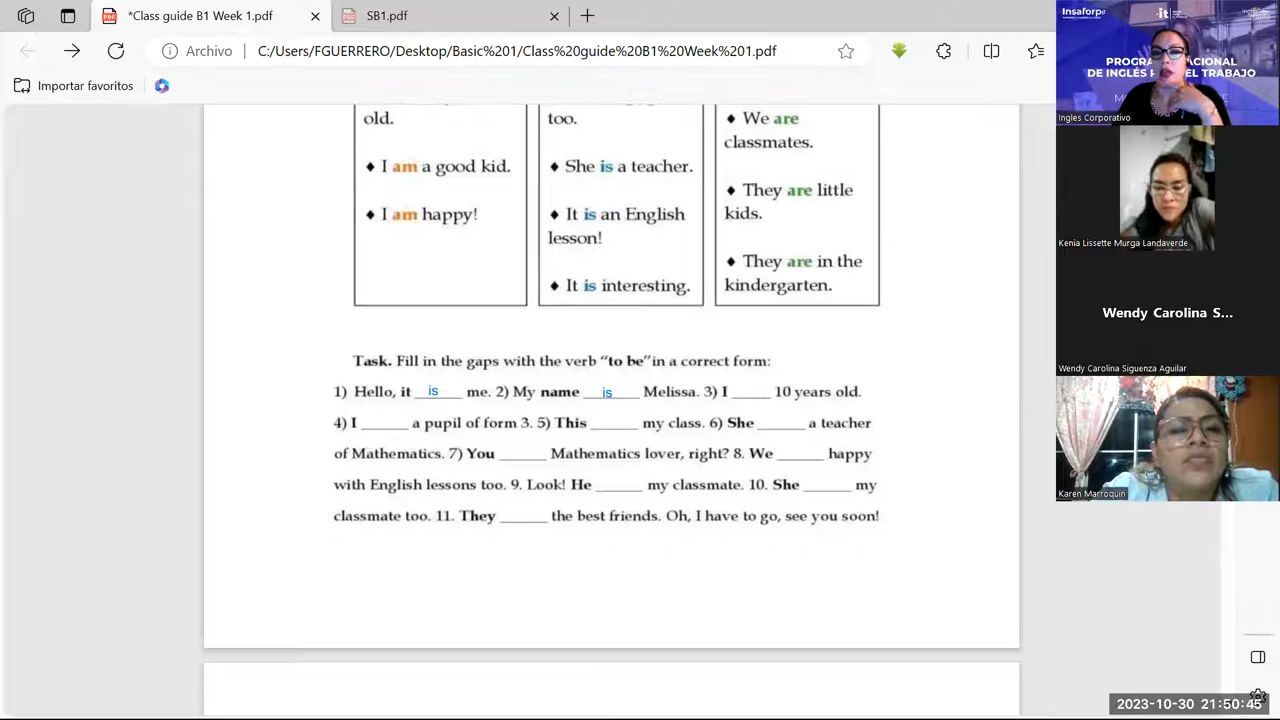 *Class guide B1 Week 1.pdf
SB1.pdf
Archivo
C:/Users/FGUERRERO/Desktop/Basic%201/Class%20guide%20B1%20Week%201.pdf
Importar favoritos
old.
♦ I am a good kid.
♦ I am happy!
too.
♦ She is a teacher.
♦ It is an English
lesson!
♦ It is interesting.
♦ We are
classmates.
♦ They are little
kids.
♦ They are in the
kindergarten.
Task. Fill in the gaps with the verb “to be”in a correct form:
1) Hello, it is me. 2) My name is Melissa. 3) I _____ 10 years old.
4) I ______ a pupil of form 3. 5) This ______ my class. 6) She ______ a teacher
of Mathematics. 7) You ______ Mathematics lover, right? 8. We ______ happy
with English lessons too. 9. Look! He ______ my classmate. 10. She ______ my
classmate too. 11. They ______ the best friends. Oh, I have to go, see you soon!
Insaforp
it
PROGR ACIONAL
DE INGLÉS EL TRABAJO
Ingles Corporativo
Kenia Lissette Murga Landaverde
Wendy Carolina S...
Wendy Carolina Siguenza Aguilar
Karen Marroquin
2023-10-30 21:50:45